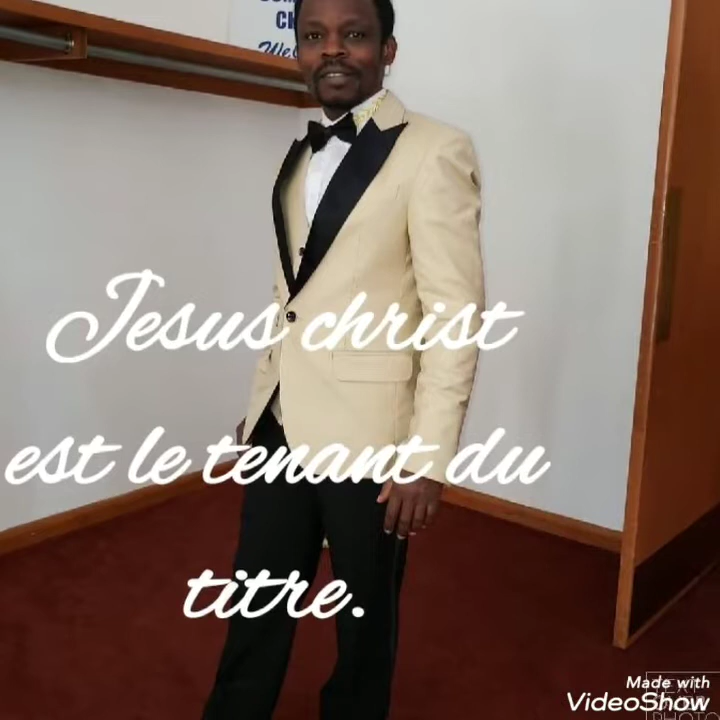 Jesus christ
est le tenant du
titre.
Made with
VideoShow